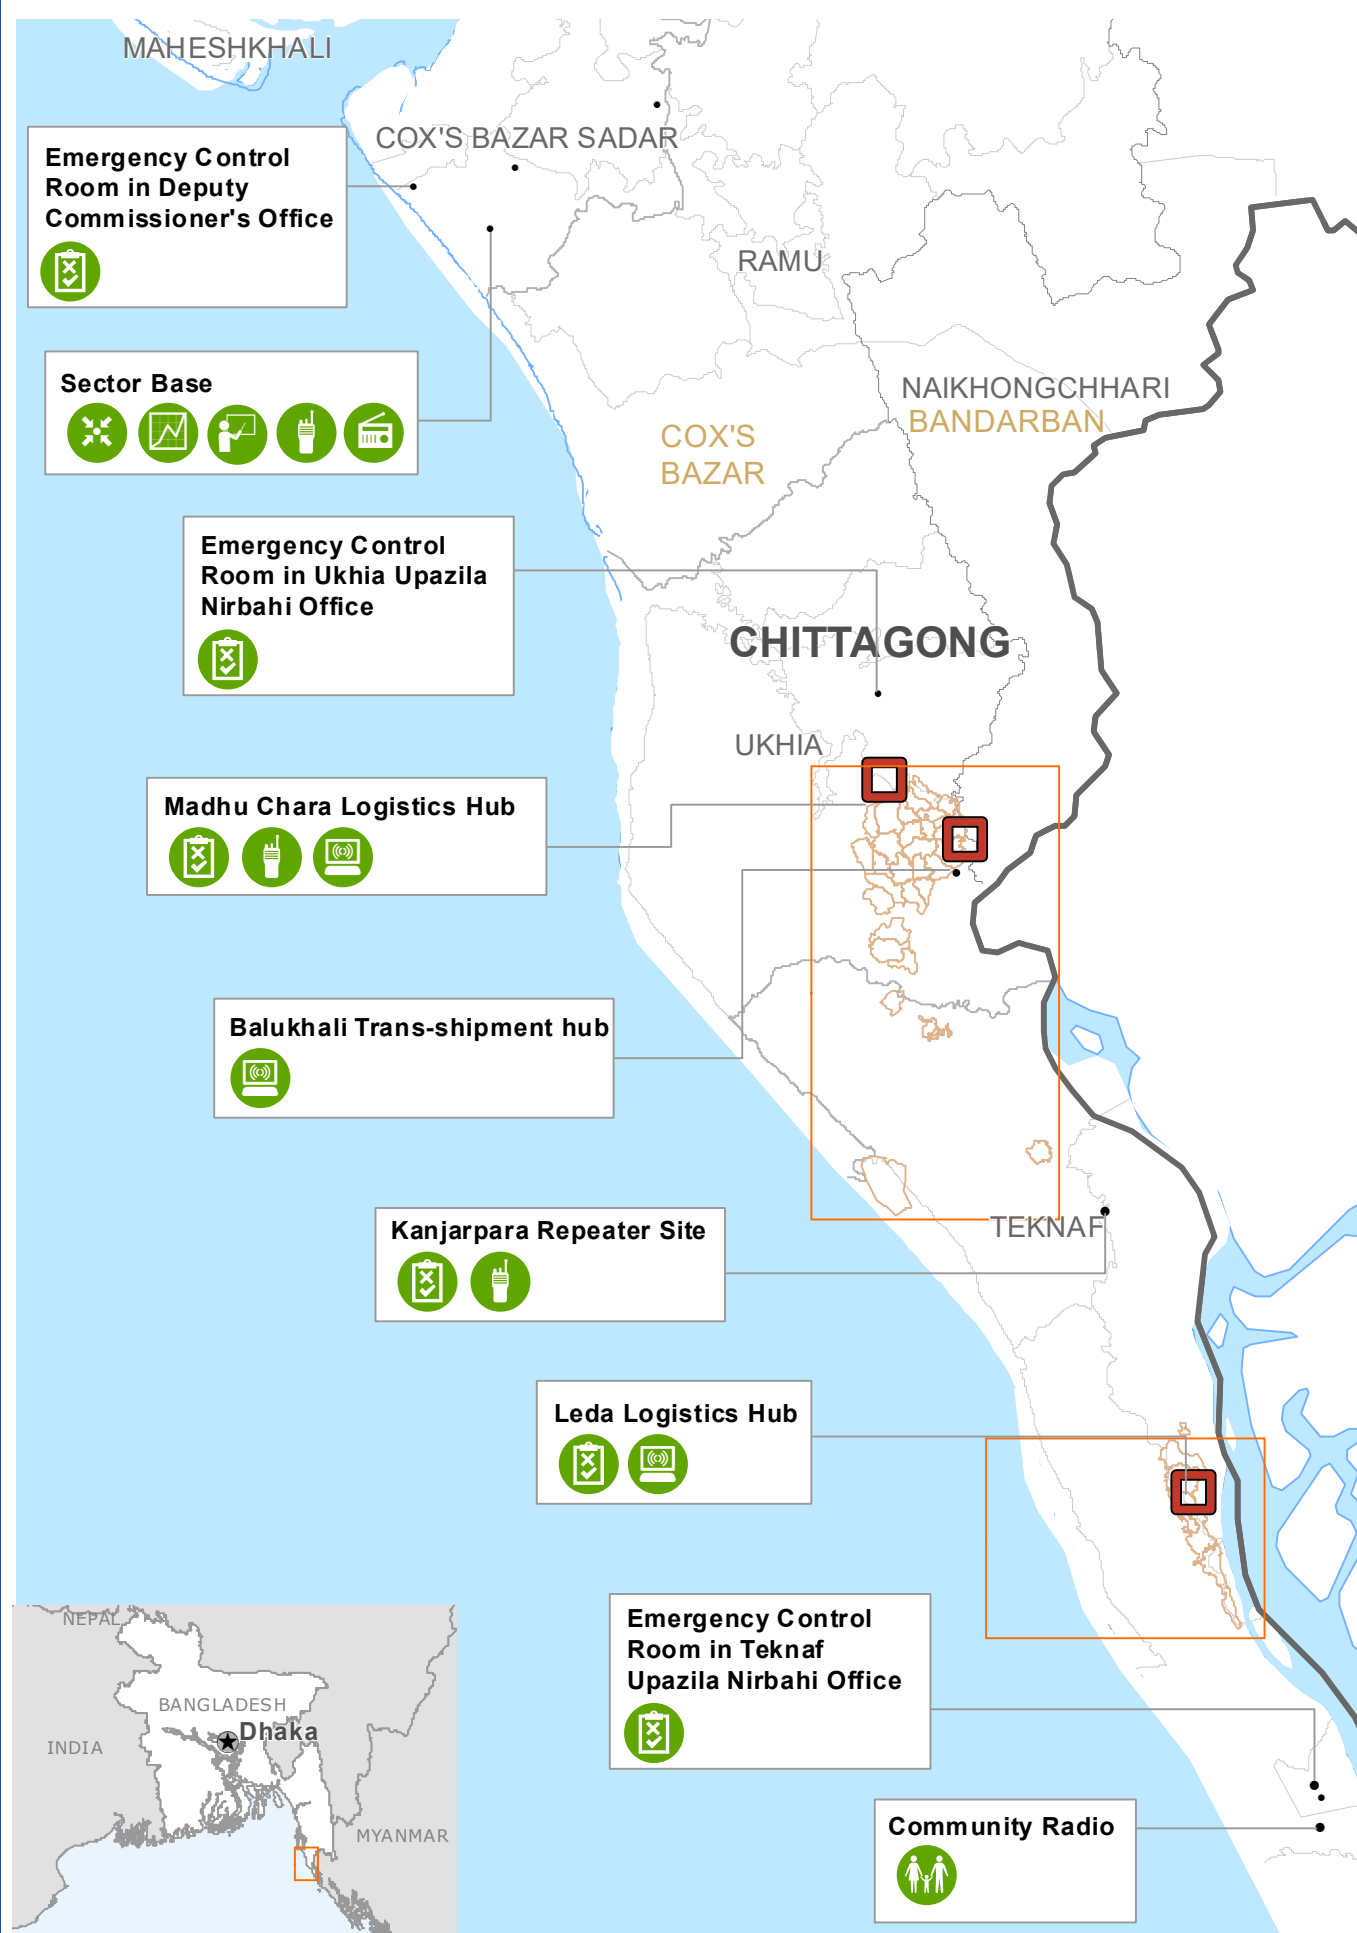 MAHESHKHALI
COX'S BAZAR SADAR
Emergency Control
Room in Deputy
Commissioner's Office
RAMU
Sector Base
NAIKHONGCHHARI
BANDARBAN
COX'S
BAZAR
Emergency Control
Room in Ukhia Upazila
Nirbahi Office
CHITTAGONG
UKHIA
Madhu Chara Logistics Hub
Balukhali Trans-shipment hub
Kanjarpara Repeater Site
TEKNAF
Leda Logistics Hub
Emergency Control
Room in Teknaf
Upazila Nirbahi Office
Community Radio
NEPAL
BANGLADESH
Dhaka
INDIA
MYANMAR